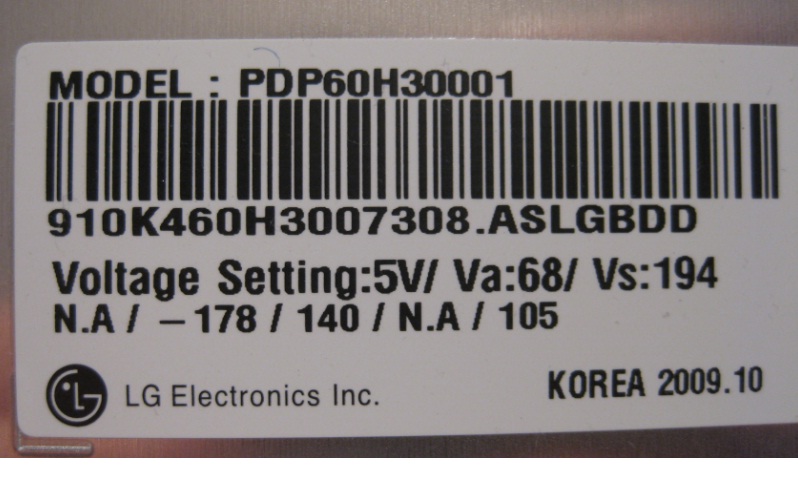 MODEL : PDP60H30001
910K460H3007308.ASLGBDD
Voltage Setting:5V/ Va:68/ Vs:194
N.A / -178 / 140 / N.A / 105
LG Electronics Inc.
KOREA 2009.10